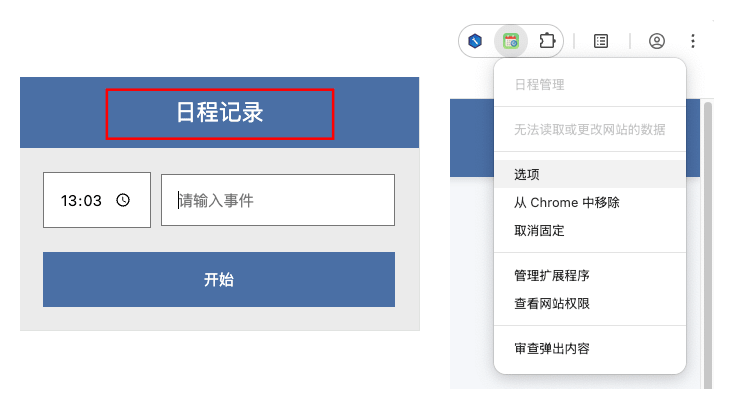 日程记录
13:03
请输入事件
开始
日程管理
无法读取或更改网站的数据
选项
从 Chrome 中移除
取消固定
管理扩展程序
查看网站权限
审查弹出内容